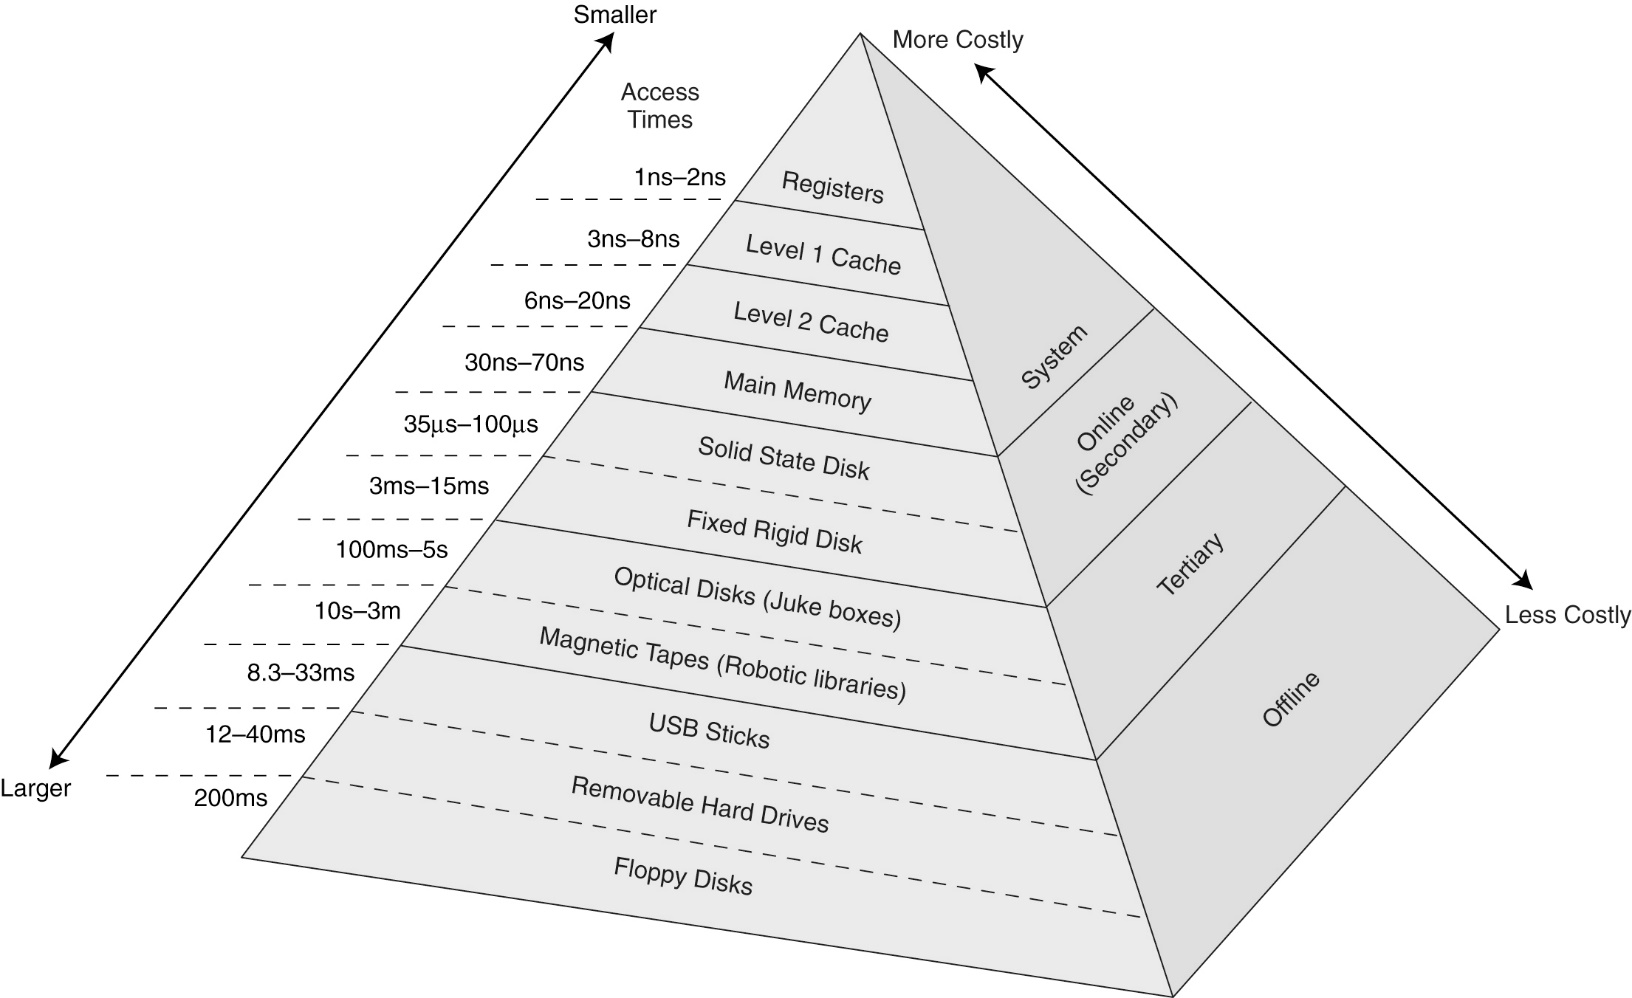 Smaller
More Costly
Access
Times
1ns–2ns
Registers
3ns–8ns
Level 1 Cache
6ns–20ns
Level 2 Cache
30ns–70ns
Main Memory
System
35µs–100µs
Solid State Disk
Online
(Secondary)
3ms–15ms
Fixed Rigid Disk
100ms–5s
Optical Disks (Juke boxes)
Tertiary
10s–3m
Magnetic Tapes (Robotic libraries)
Less Costly
8.3–33ms
USB Sticks
Offline
12–40ms
Removable Hard Drives
Larger
200ms
Floppy Disks